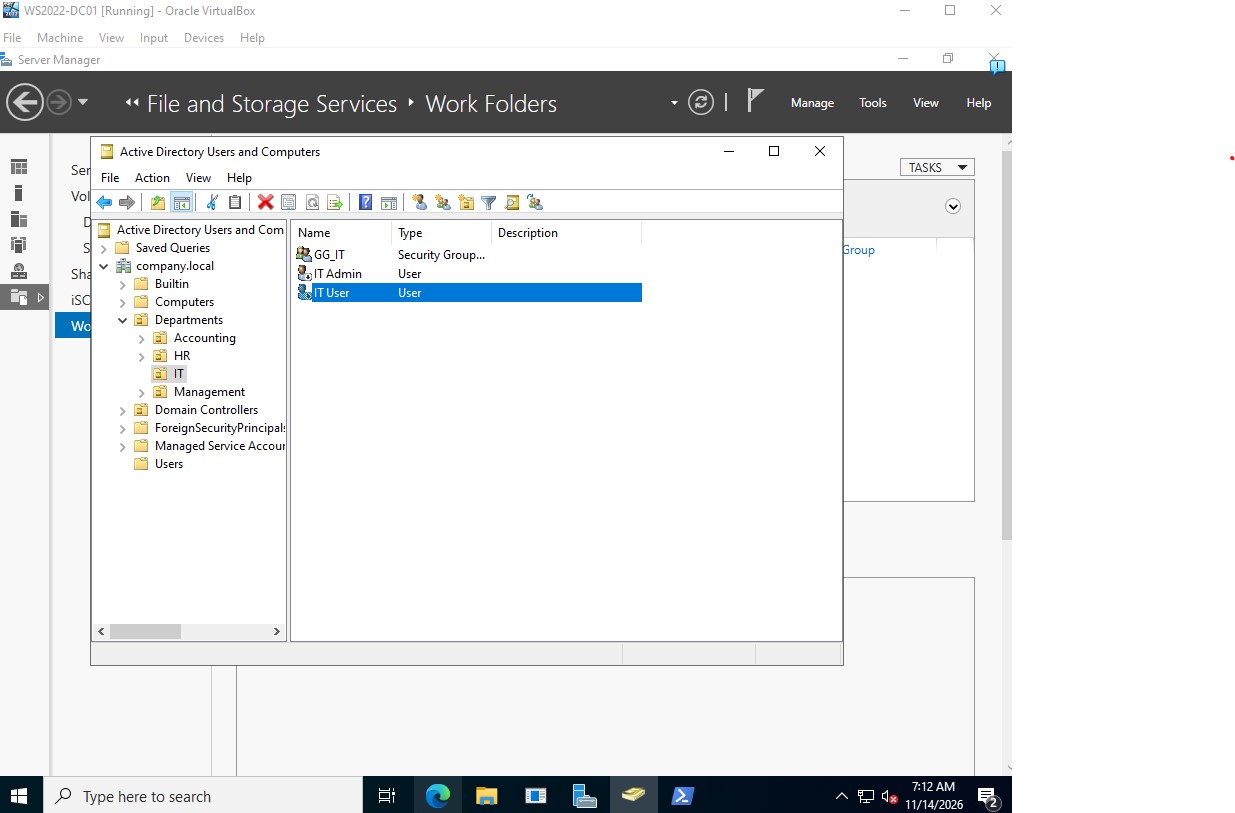 WS2022-DC01 [Running] - Oracle VirtualBox
File Machine View Input Devices Help
Server Manager
File and Storage Services Work Folders
Manage Tools View Help
Active Directory Users and Computers
File Action View Help
TASKS
Ser
Vol
D
S
Sha
iSC
Wo
Active Directory Users and Com
Saved Queries
company.local
Builtin
Computers
Departments
Accounting
HR
IT
Management
Domain Controllers
ForeignSecurityPrincipals
Managed Service Accour
Users
Name Type Description
GG_IT Security Group...
IT Admin User
IT User User
Group
Type here to search
7:12 AM
11/14/2026
2